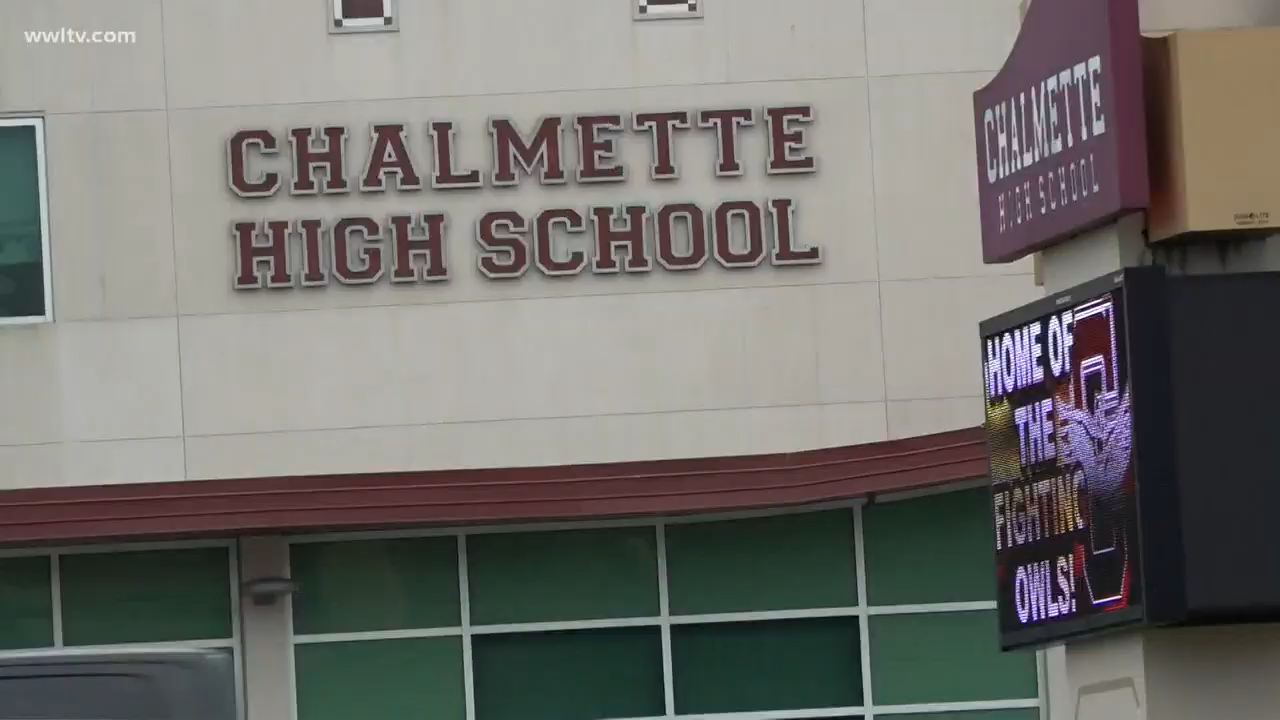 wwltv.com
CHALMETTE
HIGH SCHOOL
CHALMETTE
HIGH SCHOOL
HOME OF
THE
FIGHTING
OWLS!